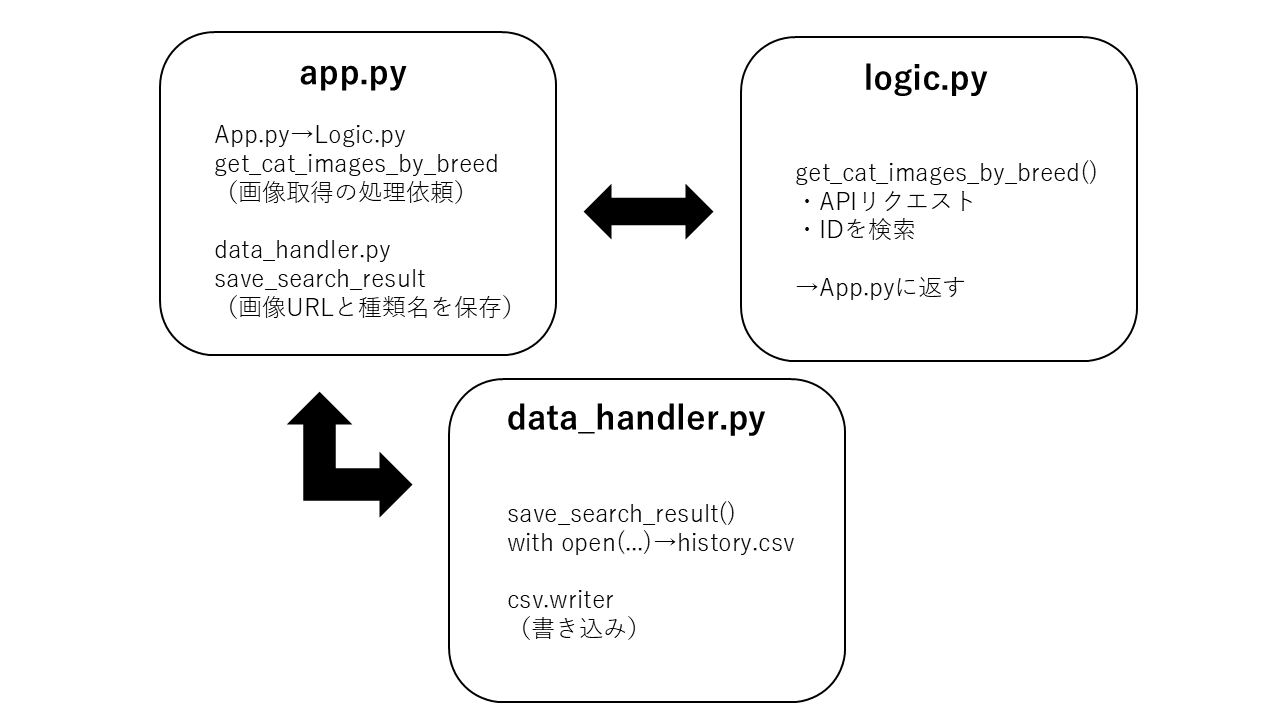 app.py
App.py→Logic.py
get_cat_images_by_breed
（画像取得の処理依頼）
data_handler.py
save_search_result
（画像URLと種類名を保存）
logic.py
get_cat_images_by_breed()
・APIリクエスト
・IDを検索
→App.pyに返す
data_handler.py
save_search_result()
with open(...)→history.csv
csv.writer
（書き込み）